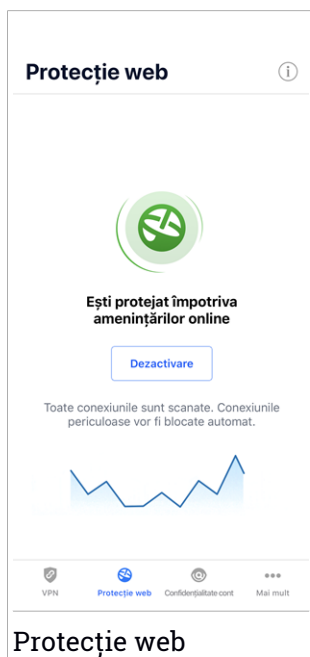 Protecție web
Ești protejat împotriva
amenințărilor online
Dezactivare
Toate conexiunile sunt scanate. Conexiunile
periculoase vor fi blocate automat.
VPN
Protecție web
Confidențialitate cont
Mai mult
Protecție web